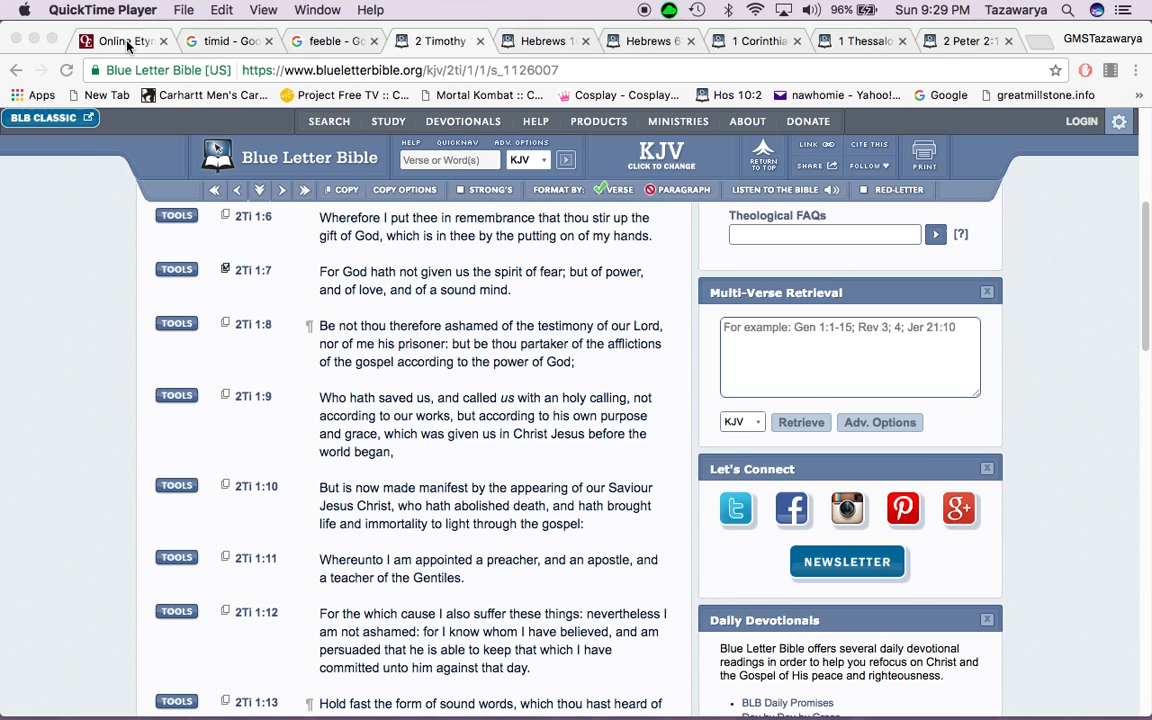 QuickTime Player File Edit View Window Help 96% Sun 9:29 PM Tazawarya
Online Ety timid - Goo feeble - Go 2 Timothy Hebrews 1 Hebrews 6 1 Corinthia 1 Thessalo 2 Peter 2:1 GMSTazawarya
Blue Letter Bible [US] https://www.blueletterbible.org/kjv/2ti/1/1/s_1126007
Apps New Tab Carhartt Men's Car... Project Free TV :: C... Mortal Kombat :: C... Cosplay - Cosplay... Hos 10:2 nawhomie - Yahoo!... Google greatmillstone.info »
BLB CLASSIC SEARCH STUDY DEVOTIONALS HELP PRODUCTS MINISTRIES ABOUT DONATE LOGIN
HELP QUICKNAV ADV. OPTIONS
Blue Letter Bible Verse or Word(s) KJV
KJV
CLICK TO CHANGE
RETURN TO TOP
LINK CITE THIS
SHARE FOLLOW PRINT
COPY COPY OPTIONS STRONG'S FORMAT BY: VERSE PARAGRAPH LISTEN TO THE BIBLE RED-LETTER
TOOLS 2Ti 1:6 Wherefore I put thee in remembrance that thou stir up the
gift of God, which is in thee by the putting on of my hands.
TOOLS 2Ti 1:7 For God hath not given us the spirit of fear; but of power,
and of love, and of a sound mind.
TOOLS 2Ti 1:8 ¶ Be not thou therefore ashamed of the testimony of our Lord,
nor of me his prisoner: but be thou partaker of the afflictions
of the gospel according to the power of God;
TOOLS 2Ti 1:9 Who hath saved us, and called us with an holy calling, not
according to our works, but according to his own purpose
and grace, which was given us in Christ Jesus before the
world began,
TOOLS 2Ti 1:10 But is now made manifest by the appearing of our Saviour
Jesus Christ, who hath abolished death, and hath brought
life and immortality to light through the gospel:
TOOLS 2Ti 1:11 Whereunto I am appointed a preacher, and an apostle, and
a teacher of the Gentiles.
TOOLS 2Ti 1:12 For the which cause I also suffer these things: nevertheless I
am not ashamed: for I know whom I have believed, and am
persuaded that he is able to keep that which I have
committed unto him against that day.
TOOLS 2Ti 1:13 ¶ Hold fast the form of sound words, which thou hast heard of
Theological FAQs
[?]
Multi-Verse Retrieval
For example: Gen 1:1-15; Rev 3; 4; Jer 21:10
KJV Retrieve Adv. Options
Let's Connect
NEWSLETTER
Daily Devotionals
Blue Letter Bible offers several daily devotional
readings in order to help you refocus on Christ and
the Gospel of His peace and righteousness.
BLB Daily Promises